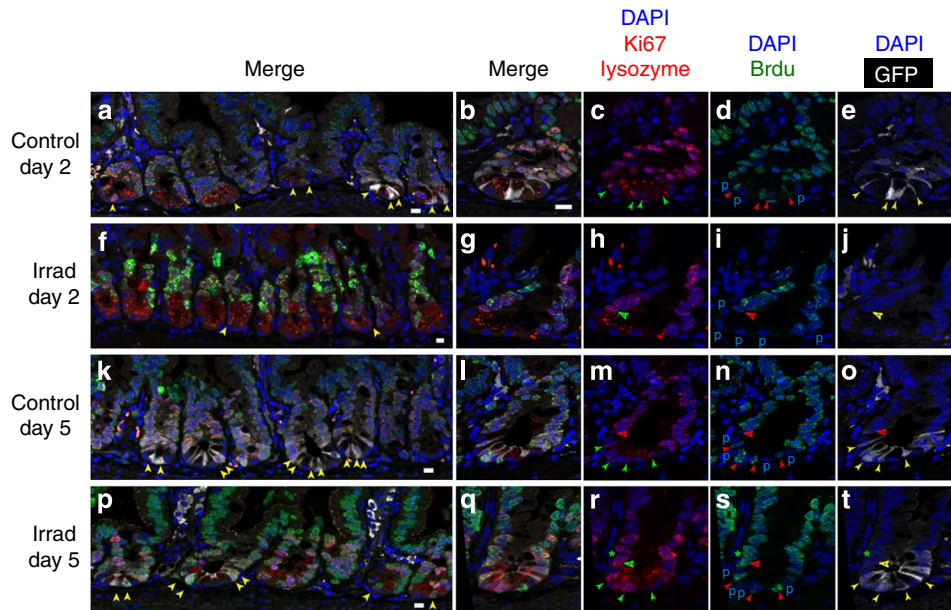 DAPI
Ki67 DAPI DAPI
Merge Merge lysozyme Brdu GFP
Control day 2 a b c d e
p p p
Irrad day 2 f g h i j
p
p p p
Control day 5 k l m n o
p
p p p
Irrad day 5 p q r s t
* * *
p p
p p